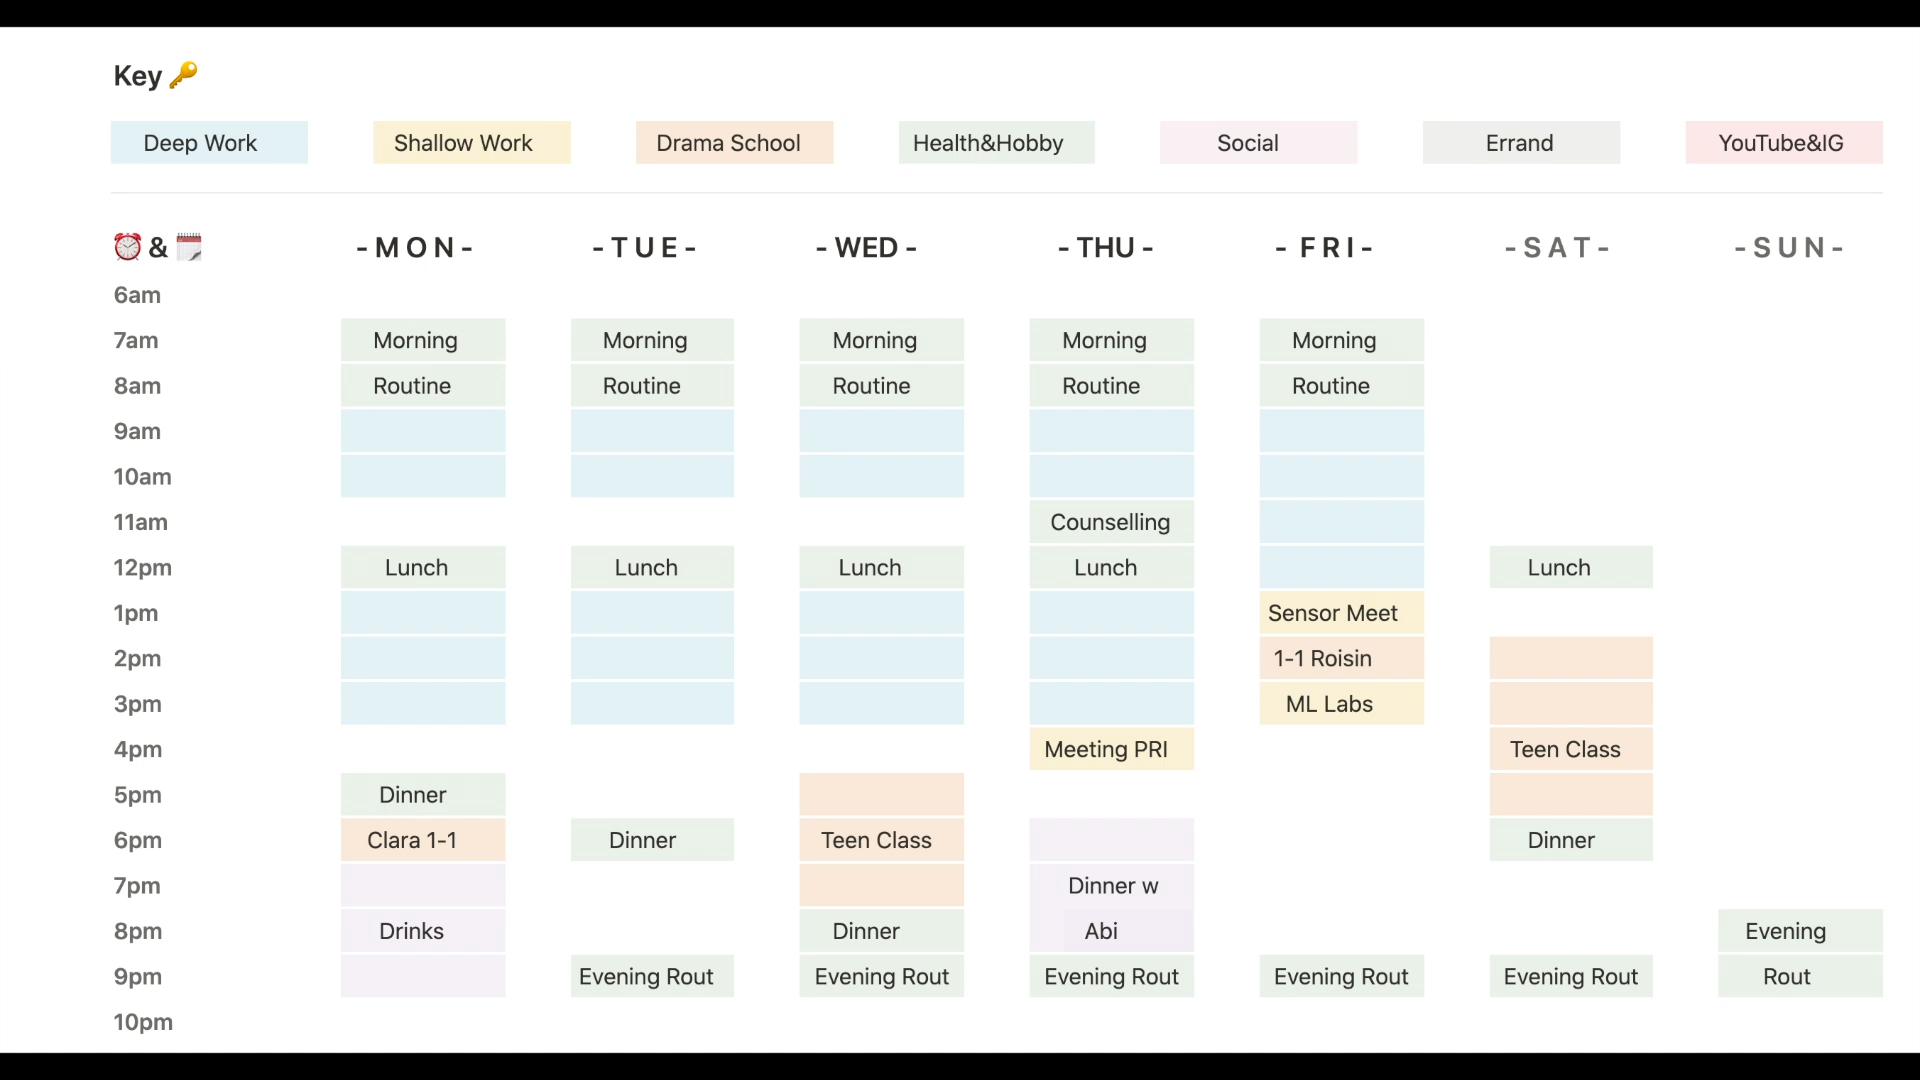 Key 🔑
Deep Work Shallow Work Drama School Health&Hobby Social Errand YouTube&IG
⏰ & 🗓 - M O N - - T U E - - WED - - THU - - F R I - - S A T - - S U N -
6am
7am Morning Morning Morning Morning Morning
8am Routine Routine Routine Routine Routine
9am
10am
11am Counselling
12pm Lunch Lunch Lunch Lunch Lunch
1pm Sensor Meet
2pm 1-1 Roisin
3pm ML Labs
4pm Meeting PRI Teen Class
5pm Dinner
6pm Clara 1-1 Dinner Teen Class Dinner
7pm Dinner w
8pm Drinks Dinner Abi Evening
9pm Evening Rout Evening Rout Evening Rout Evening Rout Evening Rout Rout
10pm